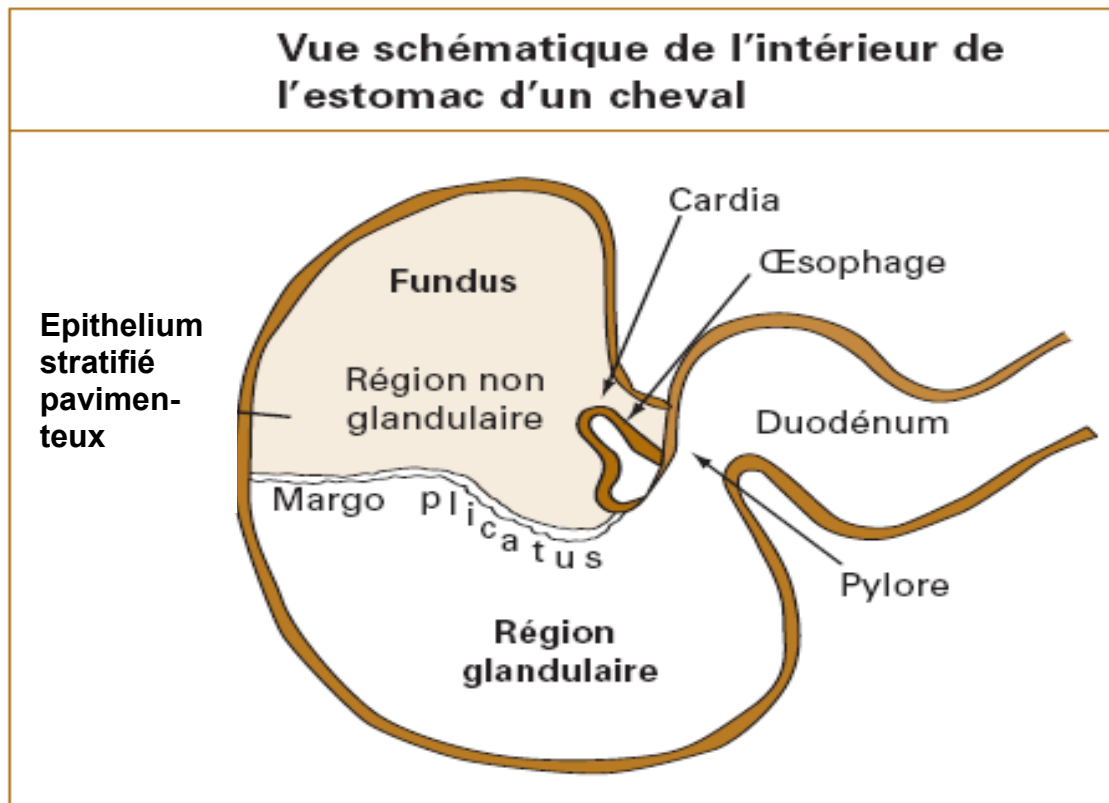 Vue schématique de l'intérieur de
l'estomac d'un cheval
Cardia
Œsophage
Fundus
Epithelium
stratifié
pavimen-
teux
Région non
glandulaire
Duodénum
Margo plicatus
Pylore
Région
glandulaire